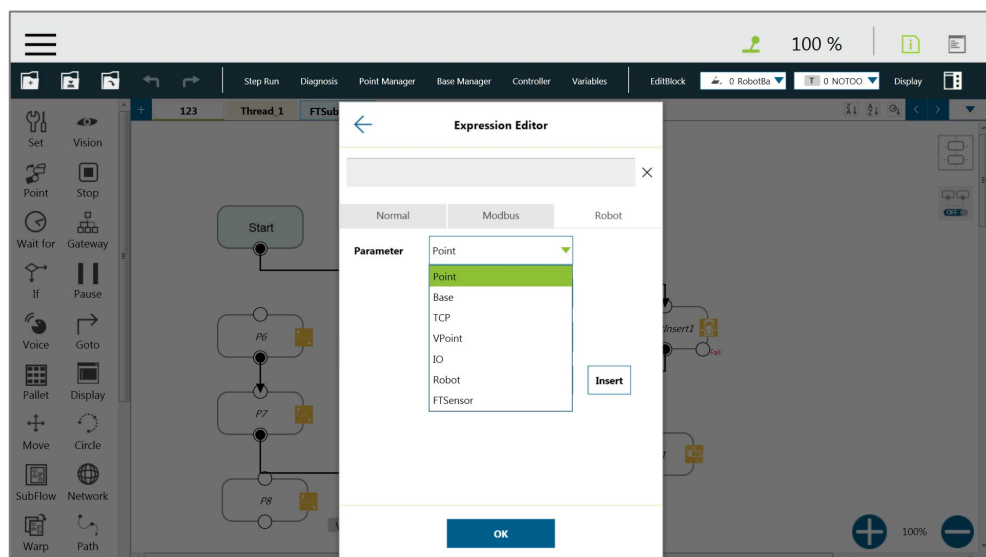 100 %
Step Run Diagnosis Point Manager Base Manager Controller Variables EditBlock 0 RobotBa T 0 NOTOO Display
123 Thread_1 FTSub
Set Vision
Point Stop
Wait for Gateway
If Pause
Voice Goto
Pallet Display
Move Circle
SubFlow Network
Warp Path
Start
P6
P7
P8
Expression Editor
Normal Modbus Robot
Parameter Point
Point
Base
TCP
VPoint
IO
Robot
FTSensor
Insert
OK
Insert1
Fail
OFF
100%